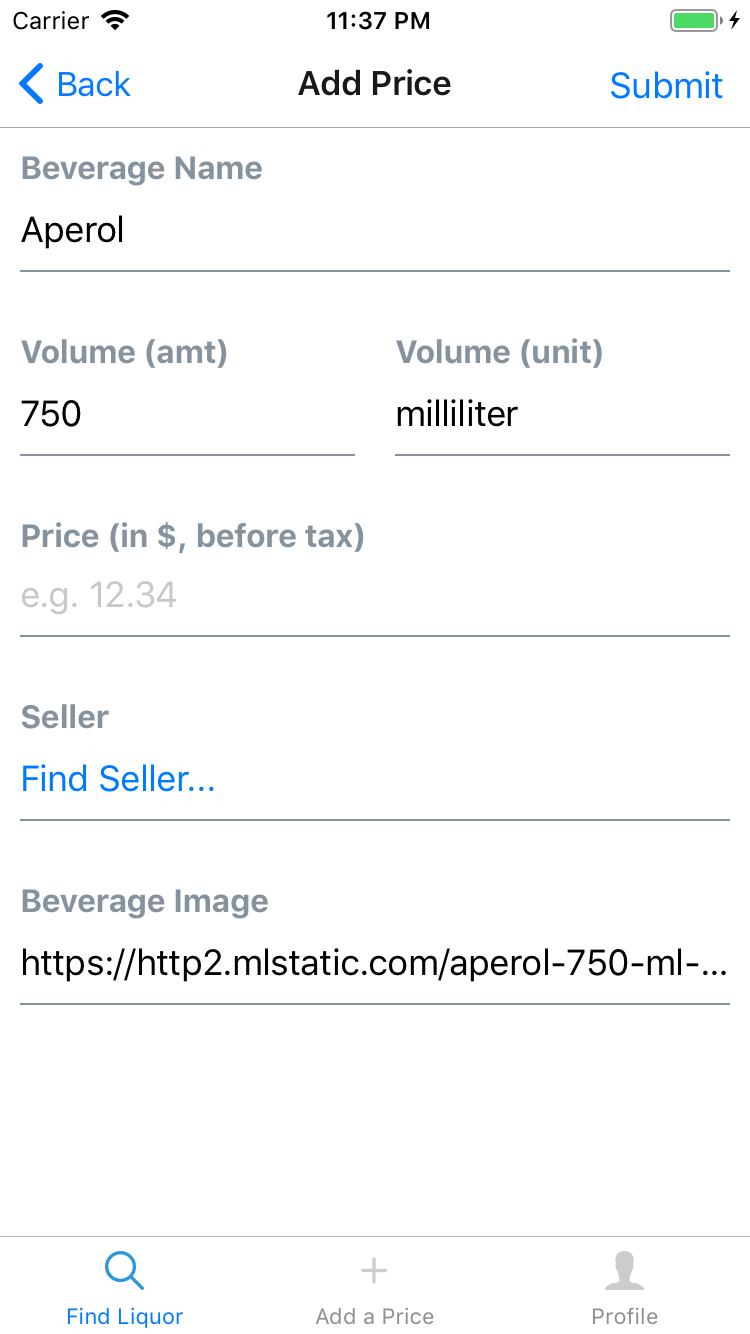 Carrier 11:37 PM
Back Add Price Submit
Beverage Name
Aperol
Volume (amt) Volume (unit)
750 milliliter
Price (in $, before tax)
e.g. 12.34
Seller
Find Seller...
Beverage Image
https://http2.mlstatic.com/aperol-750-ml-...
Find Liquor Add a Price Profile